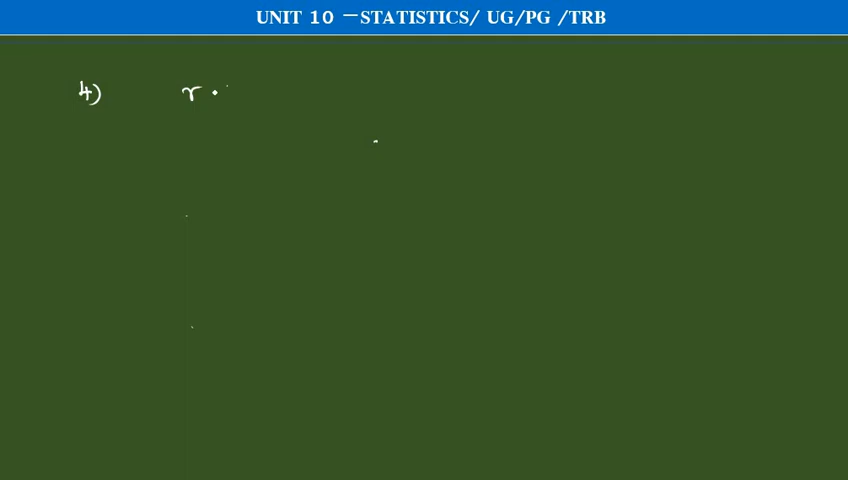 UNIT 10 –STATISTICS/ UG/PG /TRB
4) r.